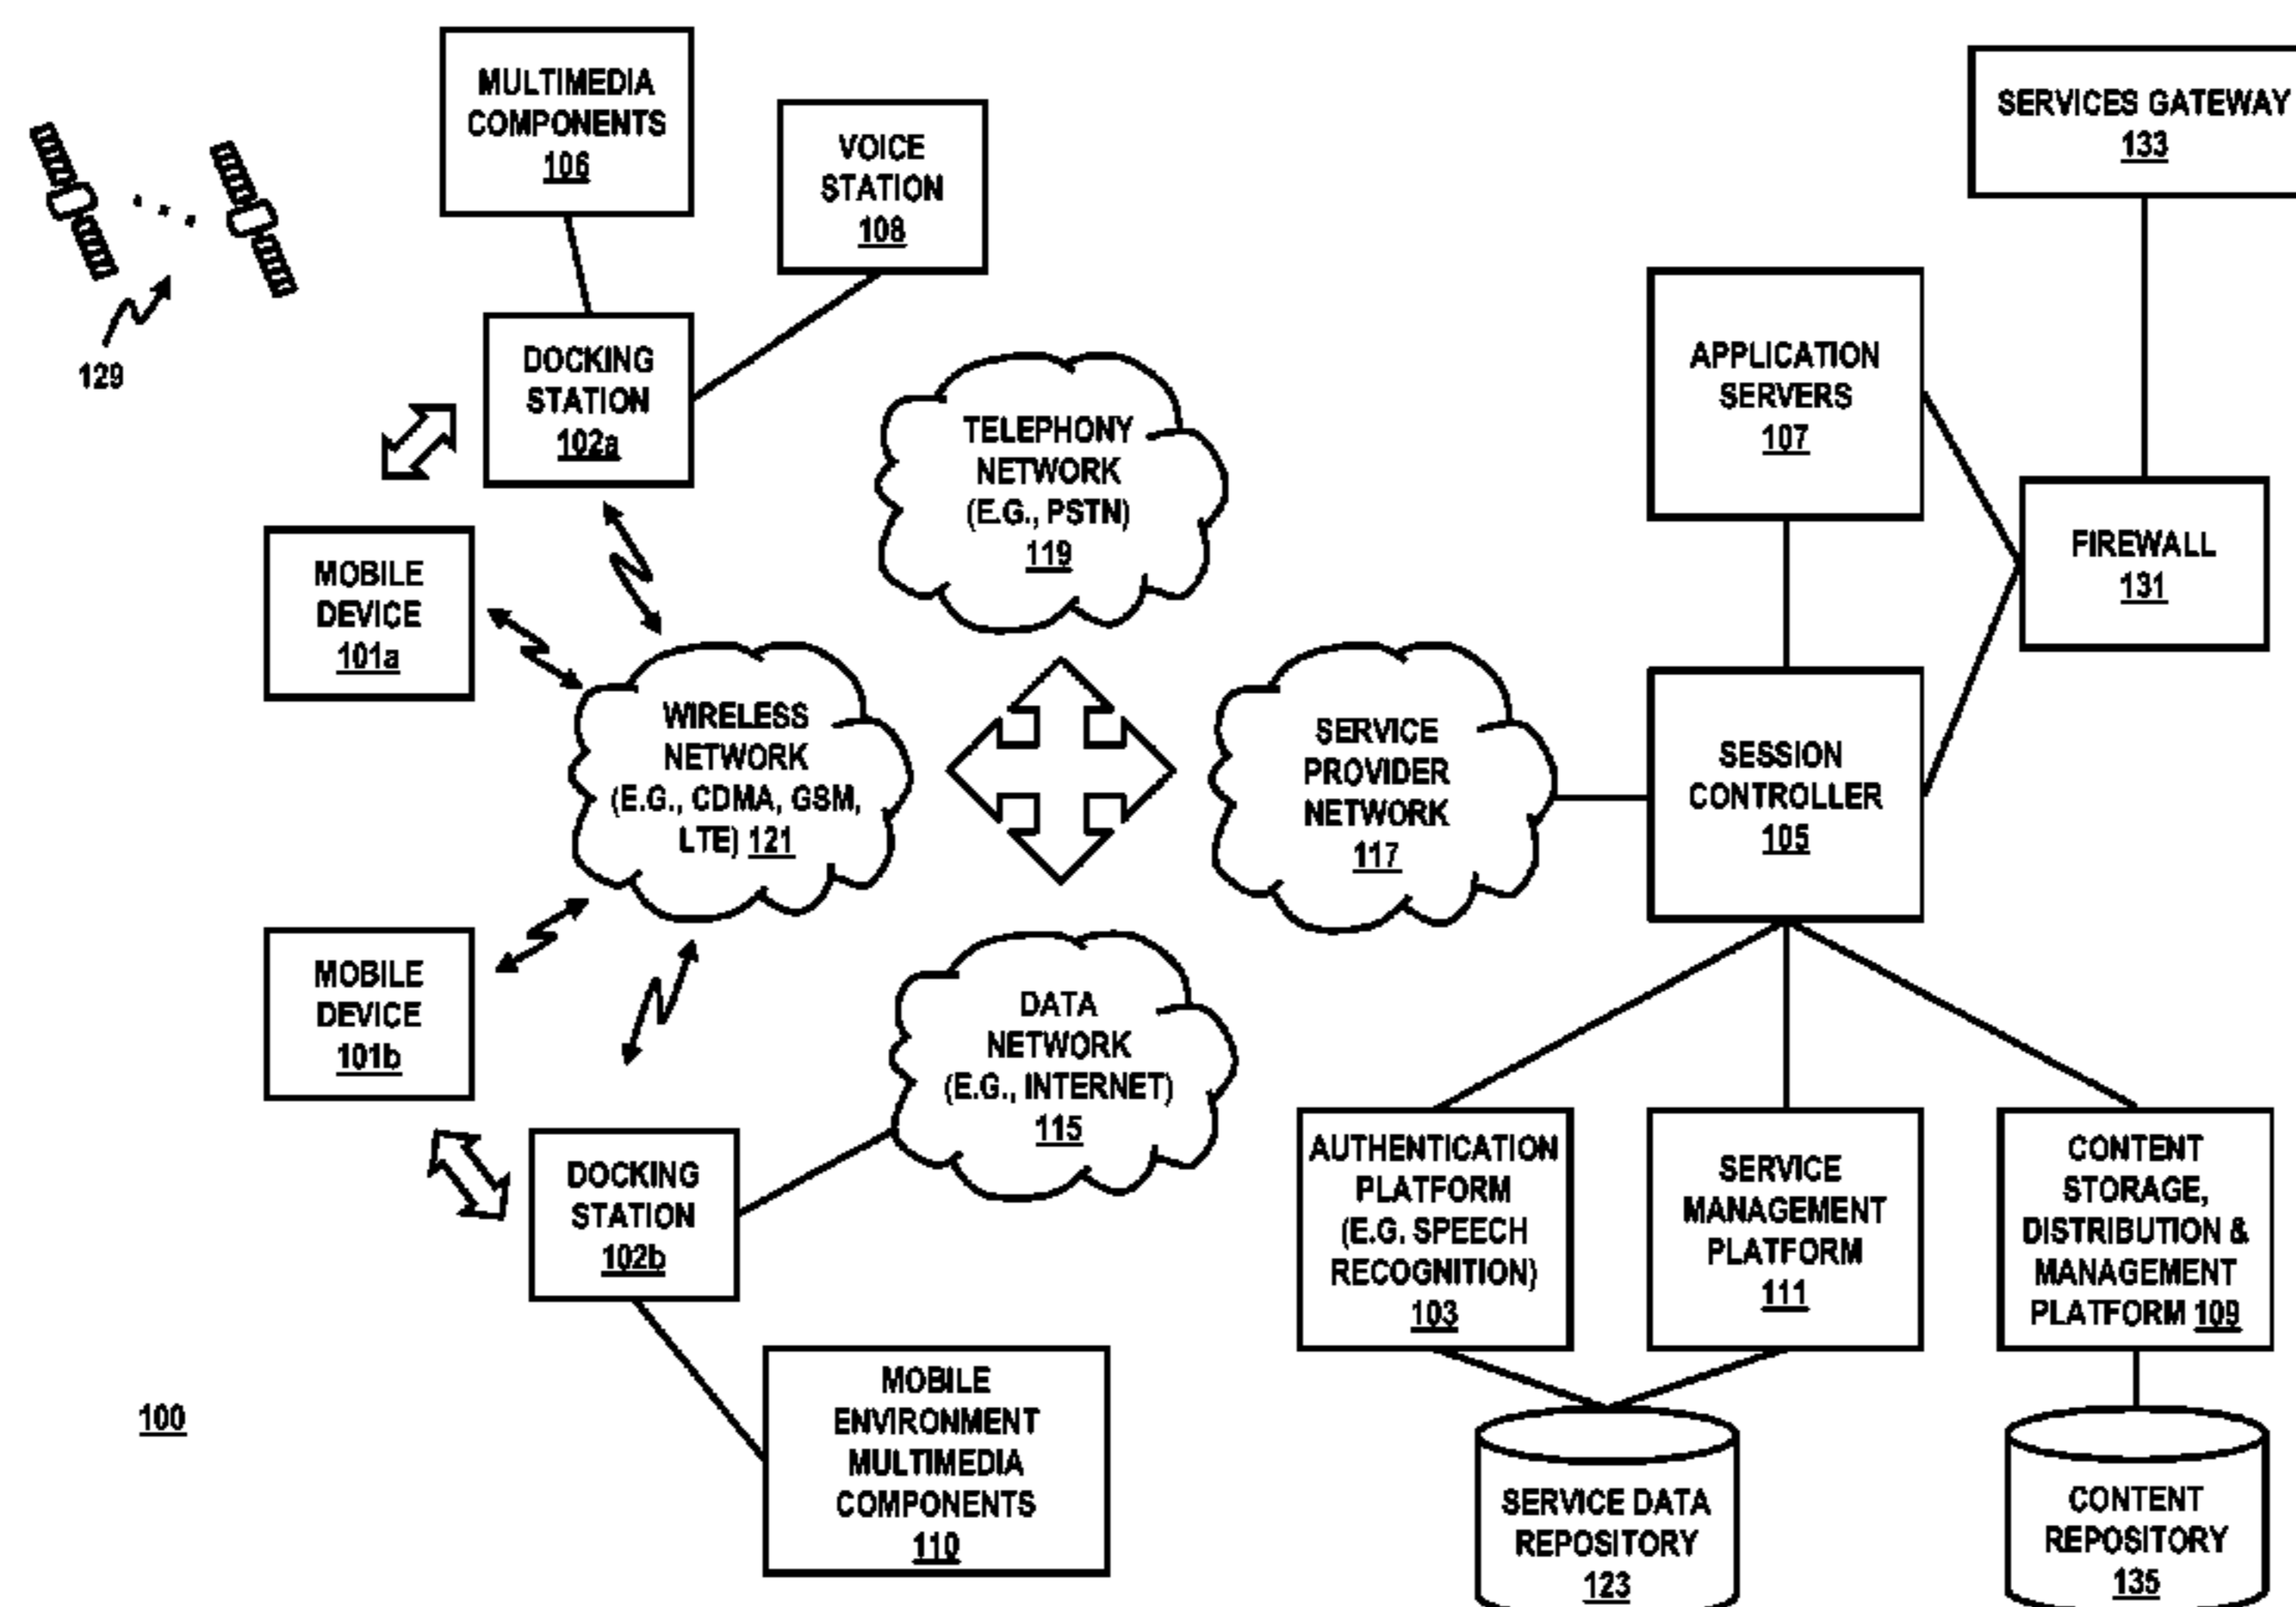 MULTIMEDIA
COMPONENTS
106
VOICE
STATION
108
SERVICES GATEWAY
133
129
DOCKING
STATION
102a
APPLICATION
SERVERS
107
TELEPHONY
NETWORK
(E.G., PSTN)
119
FIREWALL
131
MOBILE
DEVICE
101a
WIRELESS
NETWORK
(E.G., CDMA, GSM,
LTE) 121
SERVICE
PROVIDER
NETWORK
117
SESSION
CONTROLLER
105
MOBILE
DEVICE
101b
DATA
NETWORK
(E.G., INTERNET)
115
DOCKING
STATION
102b
AUTHENTICATION
PLATFORM
(E.G. SPEECH
RECOGNITION)
103
SERVICE
MANAGEMENT
PLATFORM
111
CONTENT
STORAGE,
DISTRIBUTION &
MANAGEMENT
PLATFORM 109
100
MOBILE
ENVIRONMENT
MULTIMEDIA
COMPONENTS
110
SERVICE DATA
REPOSITORY
123
CONTENT
REPOSITORY
135